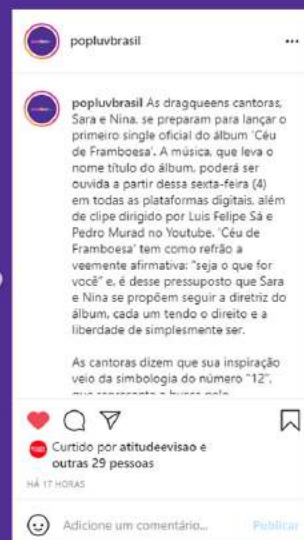 popluvbrasil
popluvbrasil As dragqueens cantoras,
Sara e Nina, se preparam para lançar o
primeiro single oficial do álbum 'Céu
de Framboesa'. A música, que leva o
nome título do álbum, poderá ser
ouvida a partir dessa sexta-feira (4)
em todas as plataformas digitais, além
de clipe dirigido por Luis Felipe Sá e
Pedro Murad no Youtube. 'Céu de
Framboesa' tem como refrão a
veemente afirmativa: "seja o que for
você" e, é desse pressuposto que Sara
e Nina se propõem seguir a diretriz do
álbum, cada um tendo o direito e a
liberdade de simplesmente ser.
As cantoras dizem que sua inspiração
veio da simbologia do número "12",
Curtido por atitudeevisao e
outras 29 pessoas
HÁ 17 HORAS
Adicione um comentário...
Publicar